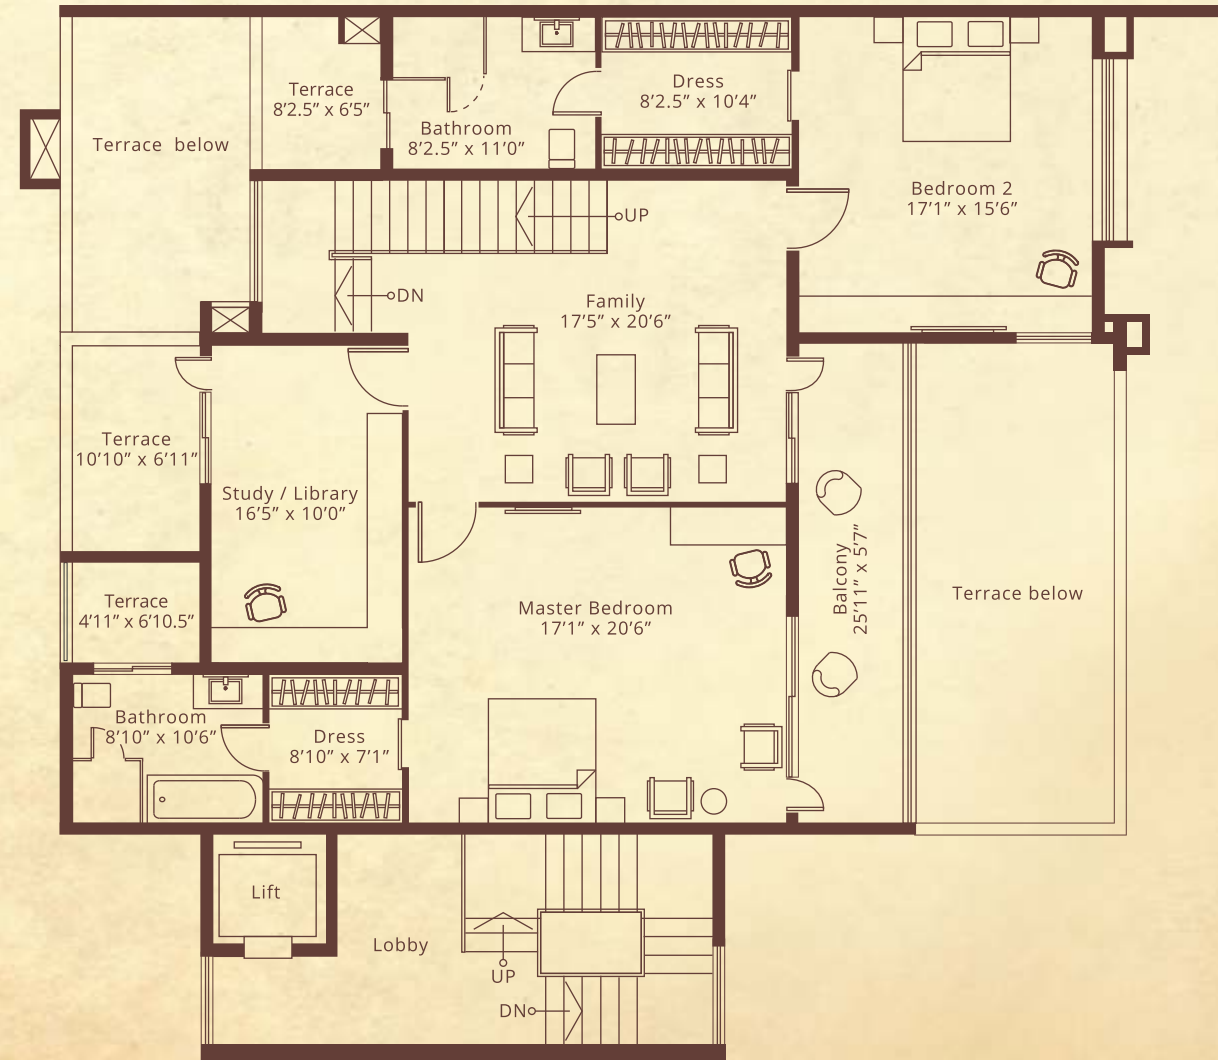 Terrace
8’2.5” x 6’5”
Terrace below
Bathroom
8’2.5” x 11’0”
Dress
8’2.5” x 10’4”
Bedroom 2
17’1” x 15’6”
UP
DN
Family
17’5” x 20’6”
Terrace
10’10” x 6’11”
Study / Library
16’5” x 10’0”
Terrace
4’11” x 6’10.5”
Master Bedroom
17’1” x 20’6”
Balcony
25’11” x 5’7”
Terrace below
Bathroom
8’10” x 10’6”
Dress
8’10” x 7’1”
Lift
Lobby
UP
DN